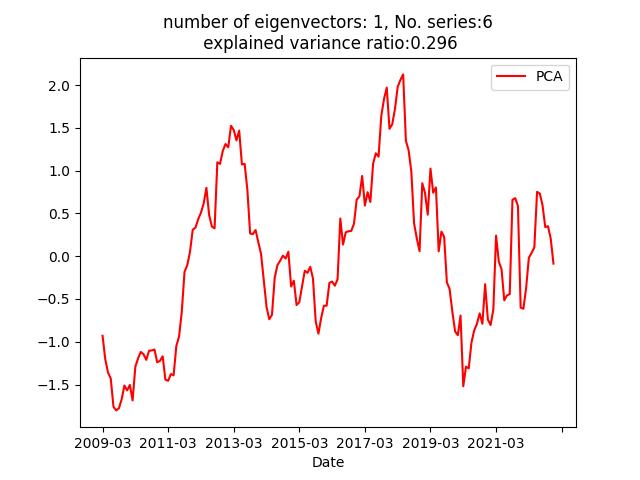 number of eigenvectors: 1, No. series:6
explained variance ratio:0.296
PCA
2.0
1.5
1.0
0.5
0.0
−0.5
−1.0
−1.5
2009-03 2011-03 2013-03 2015-03 2017-03 2019-03 2021-03
Date